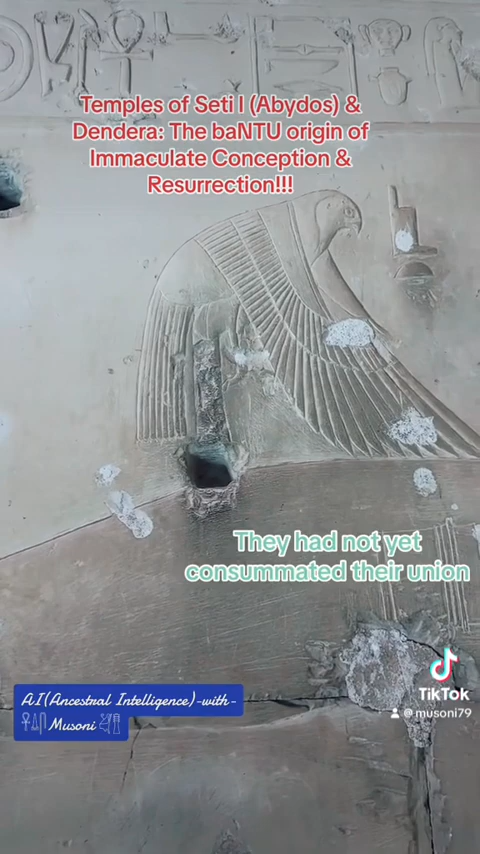 Temples of Seti I (Abydos) &
Dendera: The baNTU origin of
Immaculate Conception &
Resurrection!!!
They had not yet
consummated their union
A.I(Ancestral Intelligence)-with-
Musoni
TikTok
@musoni79